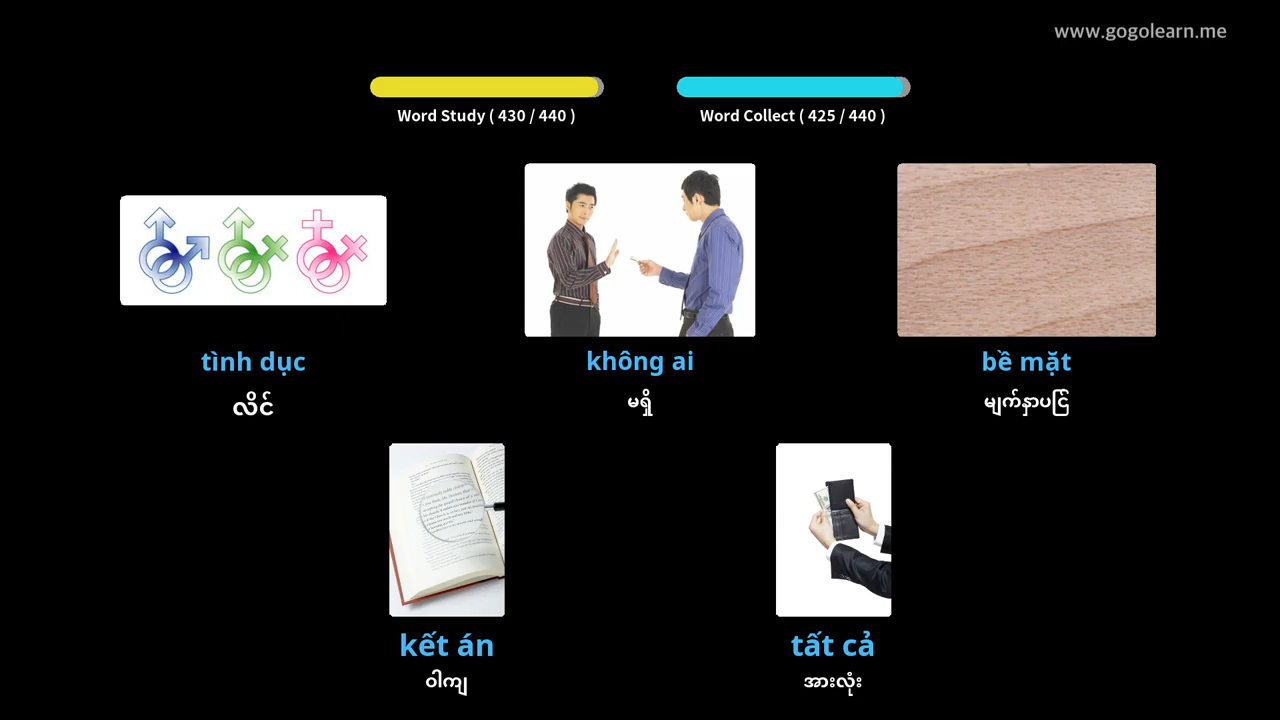 www.gogolearn.me
Word Study ( 430 / 440 )
Word Collect ( 425 / 440 )
tình dục
လိင်
không ai
မရှိ
bề mặt
မျက်နှာပြင်
kết án
ဝါကျ
tất cả
အားလုံး